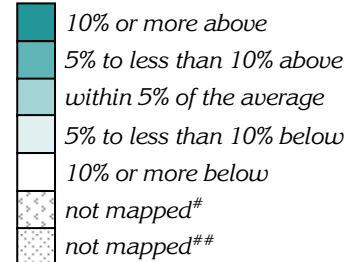 10% or more above
5% to less than 10% above
within 5% of the average
5% to less than 10% below
10% or more below
not mapped#
not mapped##